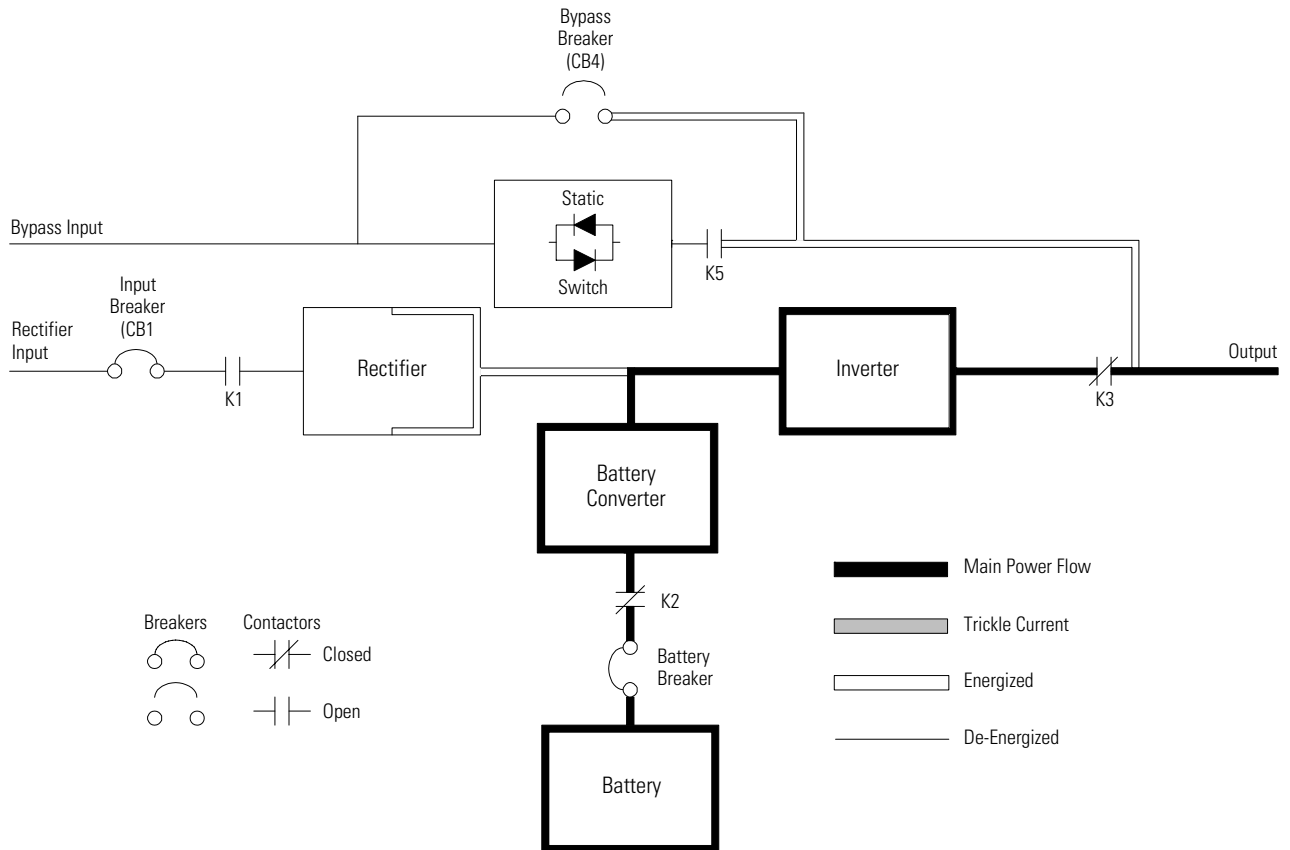 Bypass
Breaker
(CB4)
Static
Switch
Bypass Input
K5
Input
Breaker
(CB1
Rectifier
Input
K1
Rectifier
Inverter
Output
K3
Battery
Converter
K2
Battery
Breaker
Battery
Breakers
Contactors
Closed
Open
Main Power Flow
Trickle Current
Energized
De-Energized